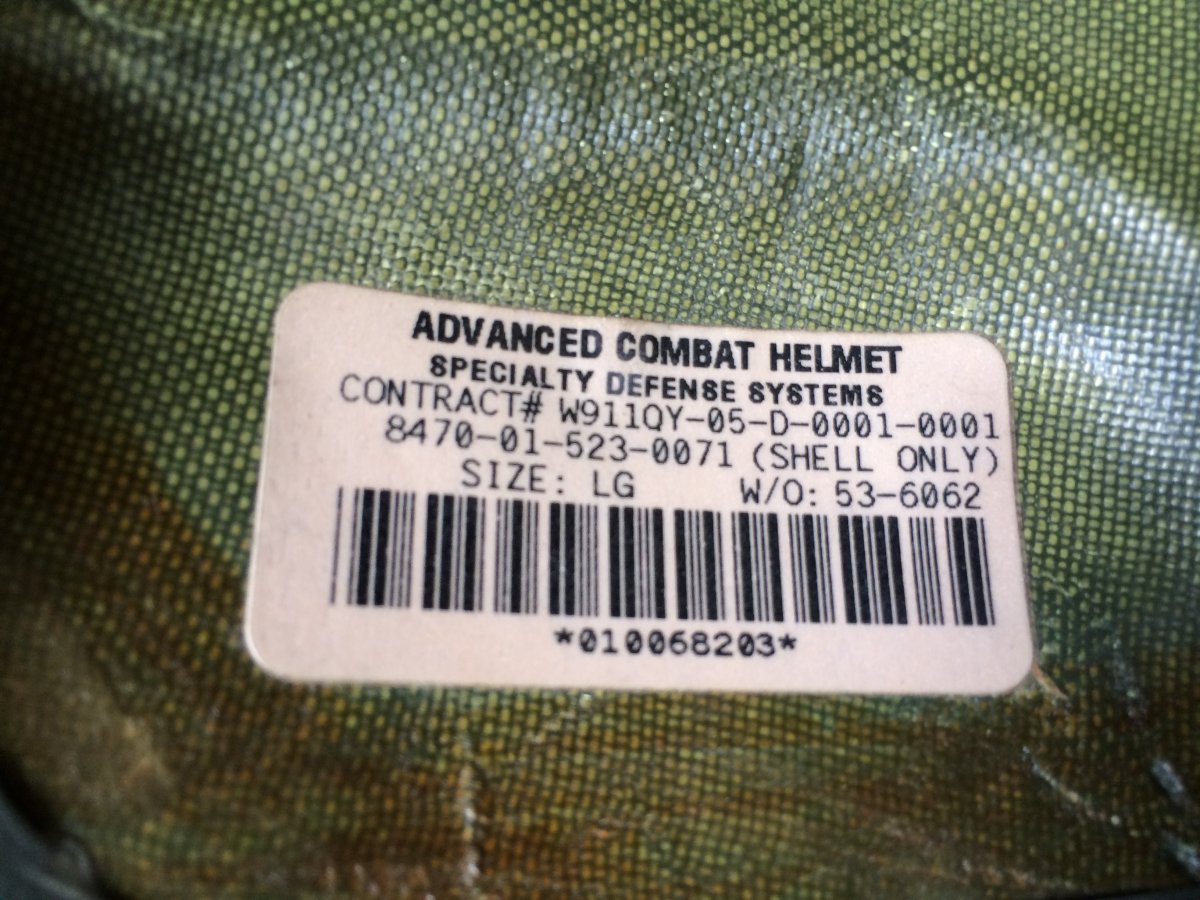 ADVANCED COMBAT HELMET
SPECIALTY DEFENSE SYSTEMS
CONTRACT# W911QY-05-D-0001-0001
8470-01-523-0071 (SHELL ONLY)
SIZE: LG W/O: 53-6062
*010068203*